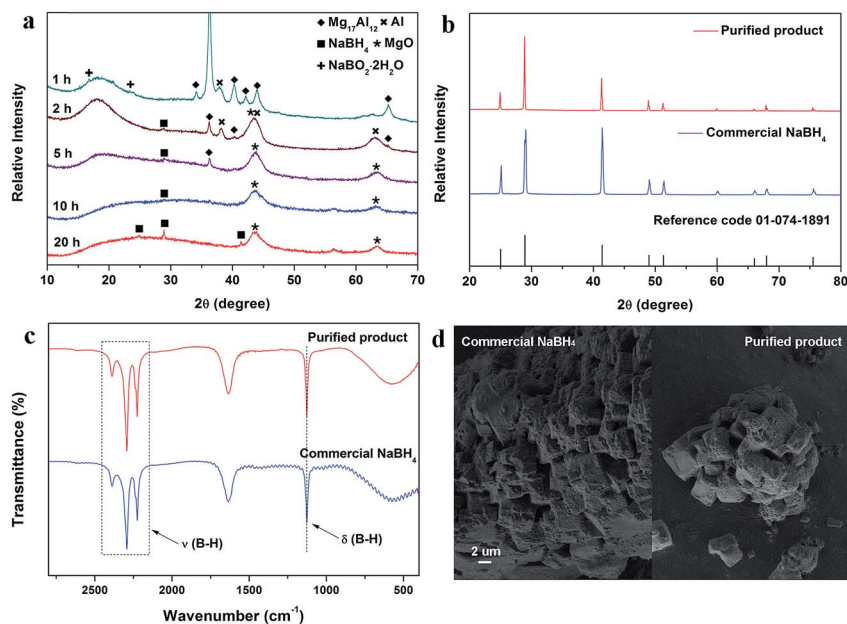 a
◆ Mg₁₇Al₁₂ ✖ Al
■ NaBH₄ * MgO
+ NaBO₂·2H₂O
1 h
2 h
5 h
10 h
20 h
Relative Intensity
10 20 30 40 50 60 70
2θ (degree)
b
Purified product
Commercial NaBH₄
Reference code 01-074-1891
Relative Intensity
20 30 40 50 60 70 80
2θ (degree)
c
Purified product
Commercial NaBH₄
ν (B-H)
δ (B-H)
Transmittance (%)
2500 2000 1500 1000 500
Wavenumber (cm⁻¹)
d
Commercial NaBH₄
Purified product
2 um